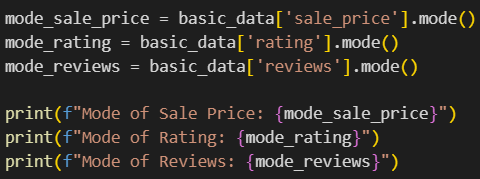 mode_sale_price = basic_data['sale_price'].mode()
mode_rating = basic_data['rating'].mode()
mode_reviews = basic_data['reviews'].mode()
print(f"Mode of Sale Price: {mode_sale_price}")
print(f"Mode of Rating: {mode_rating}")
print(f"Mode of Reviews: {mode_reviews}")